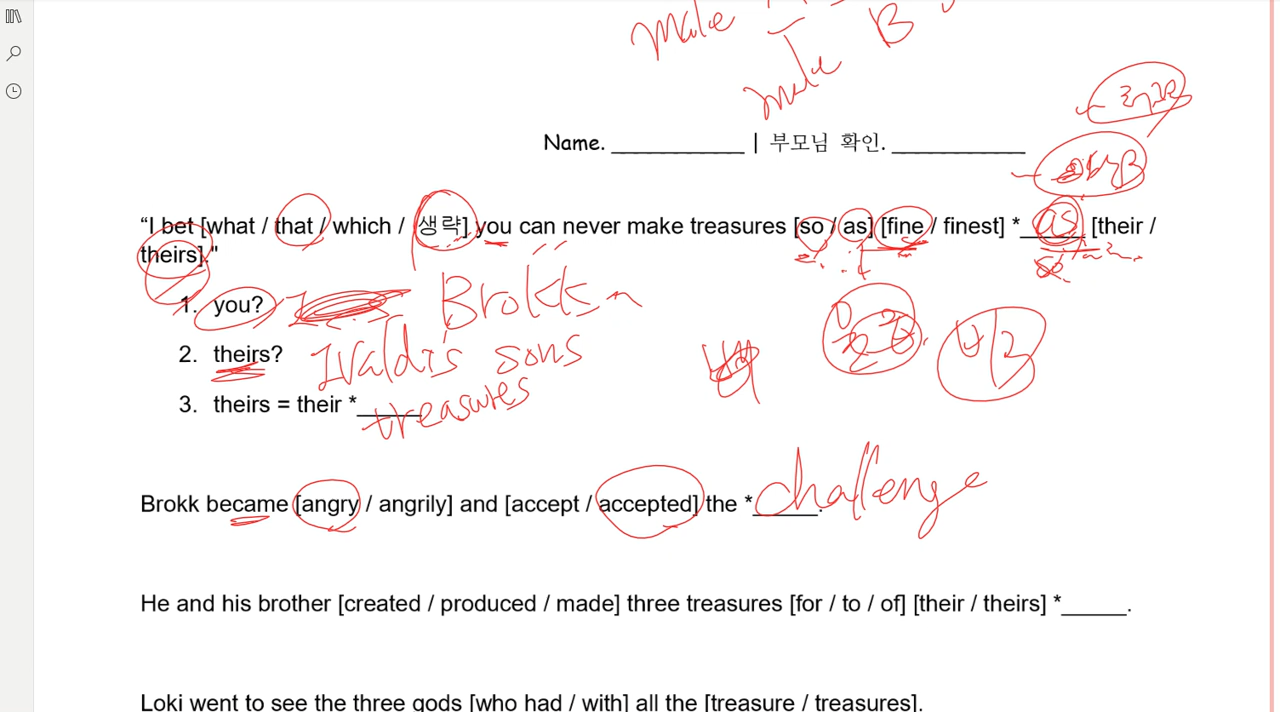 male
B
male
Name. ___________ | 부모님 확인. ___________
“I bet [what / that / which / 생략] you can never make treasures [so / as] [fine / finest] *_____ as [their /
theirs].”
1. you? Brokk
2. theirs? Ivaldi's sons
3. theirs = their *_____ treasures
Brokk became [angry / angrily] and [accept / accepted] the *_____. challenge
He and his brother [created / produced / made] three treasures [for / to / of] [their / theirs] *_____.
Loki went to see the three gods [who had / with] all the [treasure / treasures].